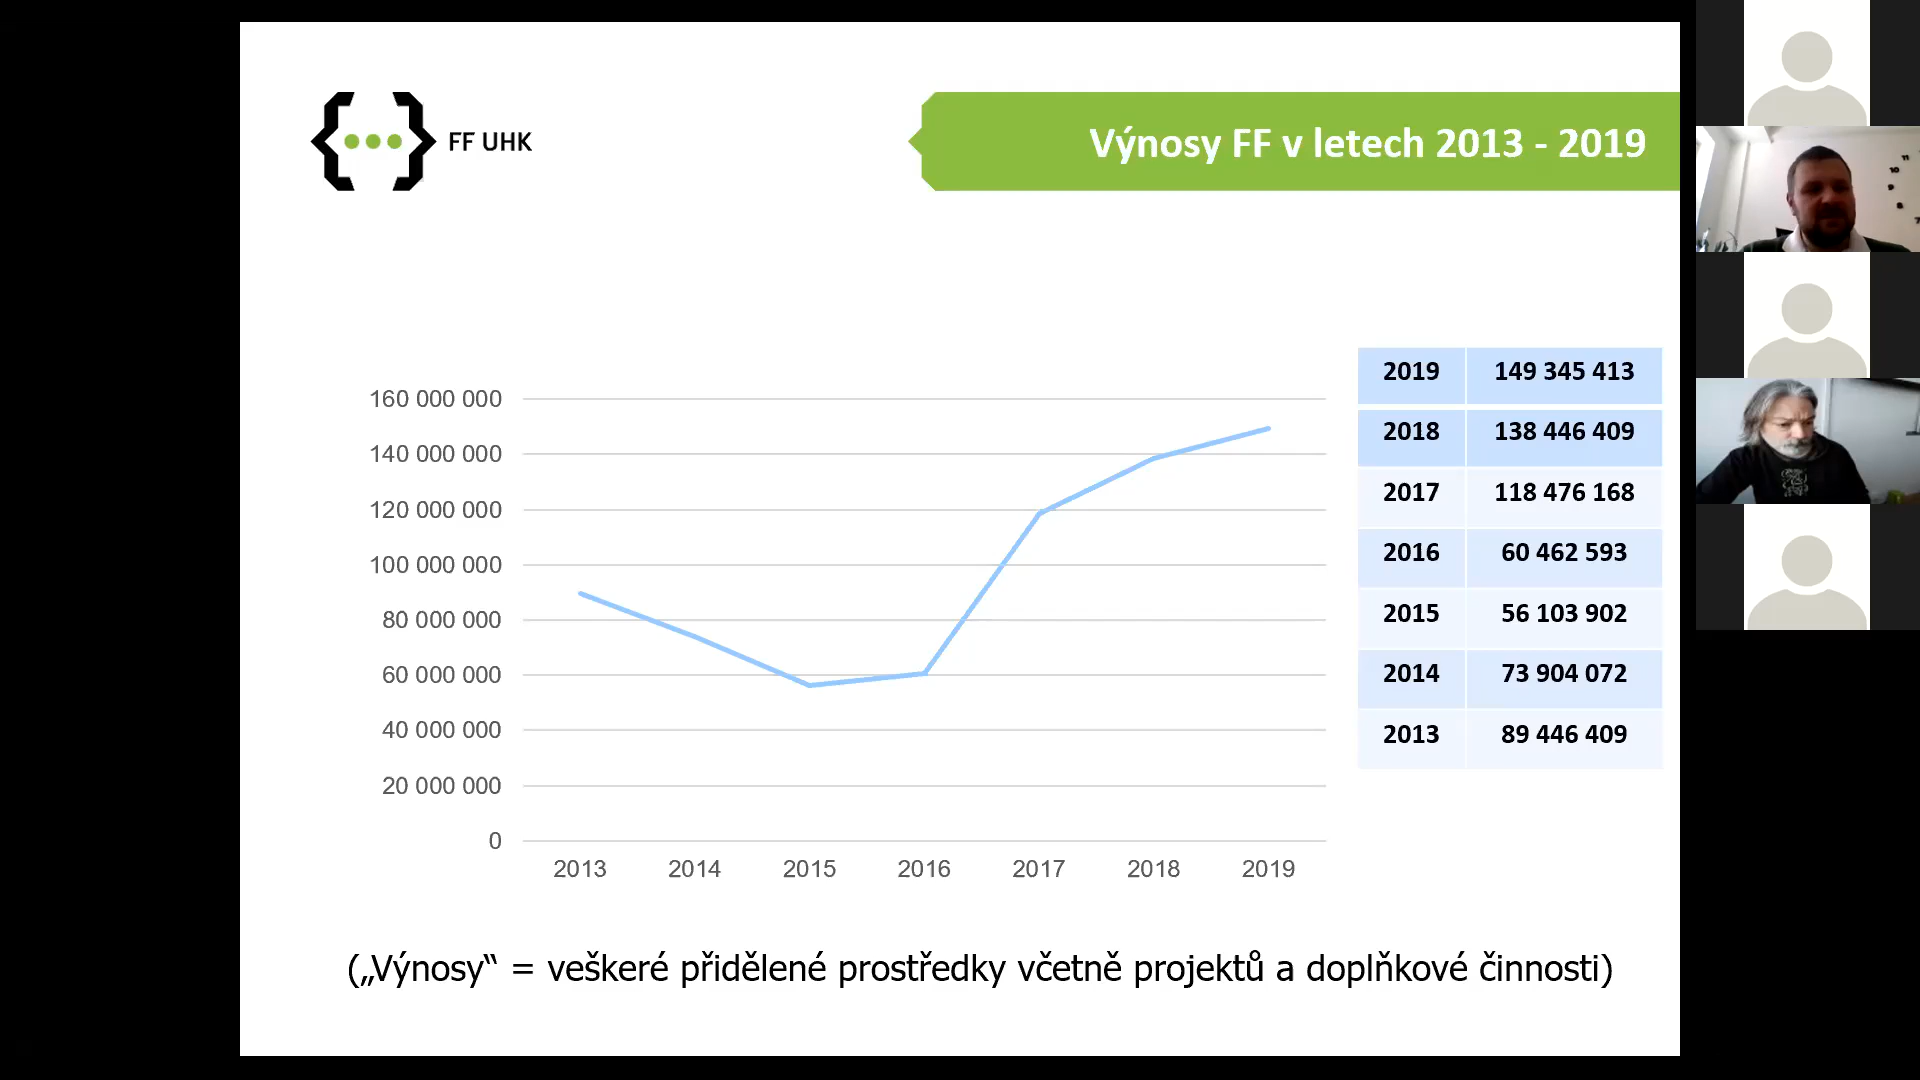 FF UHK
Výnosy FF v letech 2013 - 2019
160 000 000
140 000 000
120 000 000
100 000 000
80 000 000
60 000 000
40 000 000
20 000 000
0
2013 2014 2015 2016 2017 2018 2019
2019 149 345 413
2018 138 446 409
2017 118 476 168
2016 60 462 593
2015 56 103 902
2014 73 904 072
2013 89 446 409
(„Výnosy“ = veškeré přidělené prostředky včetně projektů a doplňkové činnosti)